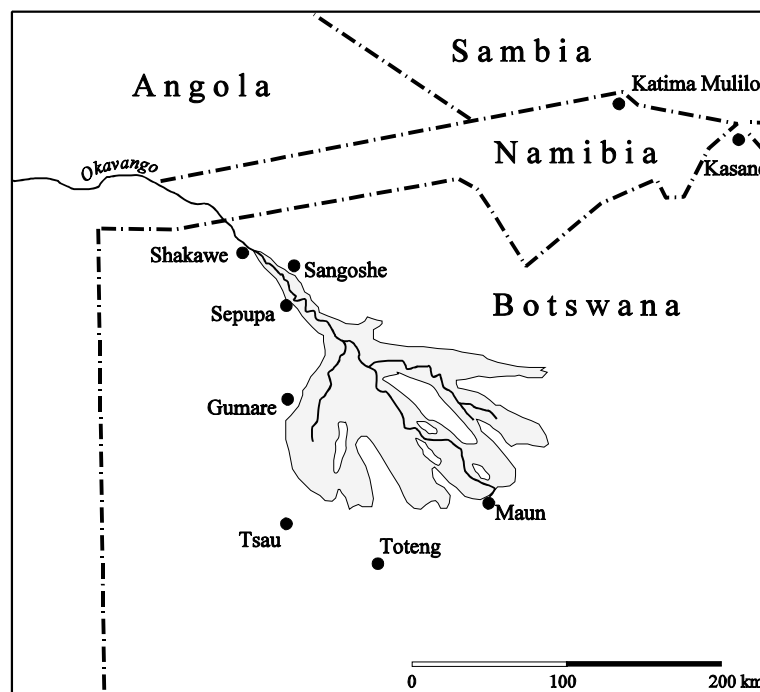 Sambia
Angola
Katima Mulilo
Namibia
Okavango
Kasane
Shakawe
Sangoshe
Botswana
Sepupa
Gumare
Maun
Tsau
Toteng
0 100 200 km